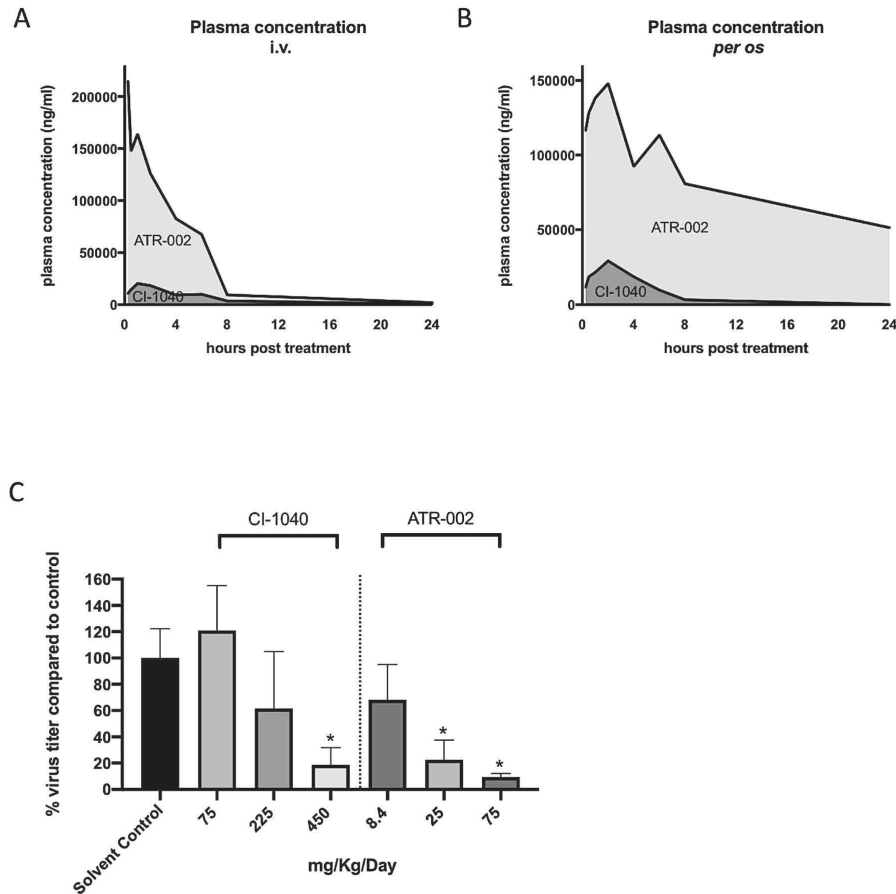 A
Plasma concentration
i.v.
plasma concentration (ng/ml)
200000
150000
100000
50000
0
ATR-002
CI-1040
0 4 8 12 16 20 24
hours post treatment
B
Plasma concentration
per os
plasma concentration (ng/ml)
150000
100000
50000
0
ATR-002
CI-1040
0 4 8 12 16 20 24
hours post treatment
C
CI-1040 ATR-002
% virus titer compared to control
160
140
120
100
80
60
40
20
0
* * *
Solvent Control 75 225 450 8.4 25 75
mg/Kg/Day